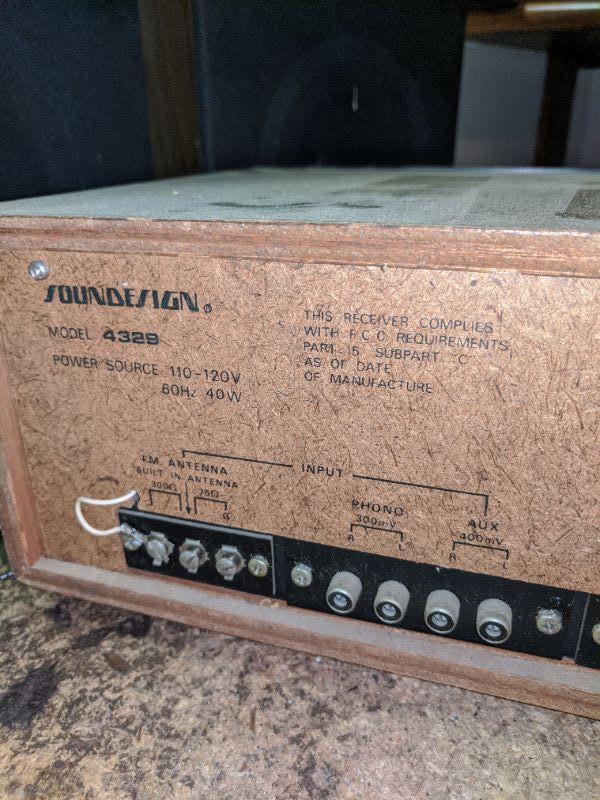 SOUNDESIGN®
MODEL 4329
POWER SOURCE 110-120V
60Hz 40W
THIS RECEIVER COMPLIES
WITH F.C.C REQUIREMENTS,
PART 15, SUBPART "C"
AS OF DATE
OF MANUFACTURE
INPUT
FM ANTENNA
BUILT IN ANTENNA
300Ω 75Ω
G
PHONO
300mV
R L
AUX
400mV
R L